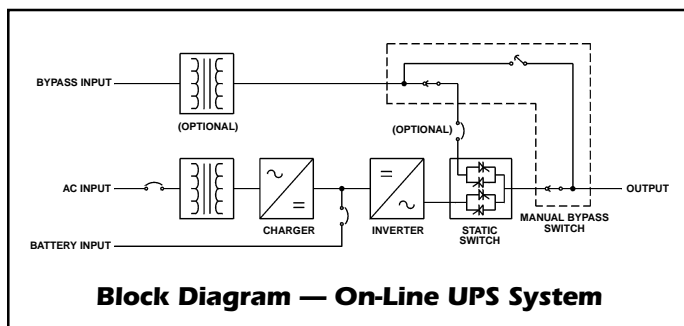 BYPASS INPUT
(OPTIONAL)
(OPTIONAL)
AC INPUT
OUTPUT
CHARGER
INVERTER
STATIC
SWITCH
MANUAL BYPASS
SWITCH
BATTERY INPUT
Block Diagram — On-Line UPS System